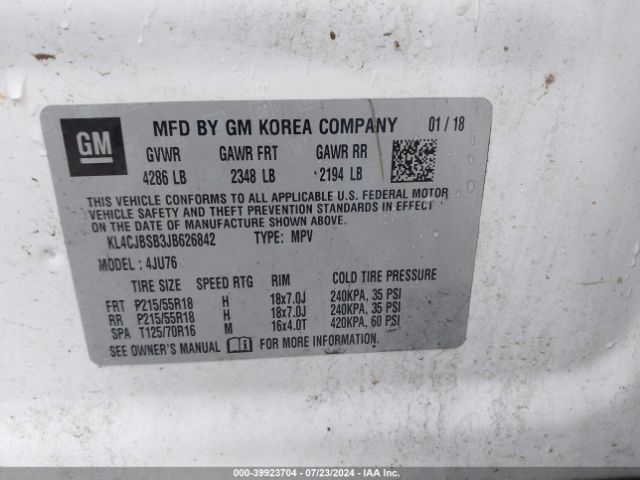 GM
MFD BY GM KOREA COMPANY 01 / 18
GVWR GAWR FRT GAWR RR
4286 LB 2348 LB 2194 LB
THIS VEHICLE CONFORMS TO ALL APPLICABLE U.S. FEDERAL MOTOR
VEHICLE SAFETY AND THEFT PREVENTION STANDARDS IN EFFECT
ON THE DATE OF MANUFACTURE SHOWN ABOVE.
KL4CJBSB3JB626842 TYPE: MPV
MODEL: 4JU76
TIRE SIZE SPEED RTG RIM COLD TIRE PRESSURE
FRT P215/55R18 H 18x7.0J 240KPA, 35 PSI
RR P215/55R18 H 18x7.0J 240KPA, 35 PSI
SPA T125/70R16 M 16x4.0T 420KPA, 60 PSI
SEE OWNER'S MANUAL FOR MORE INFORMATION.
000-39923704 - 07/23/2024 - IAA Inc.